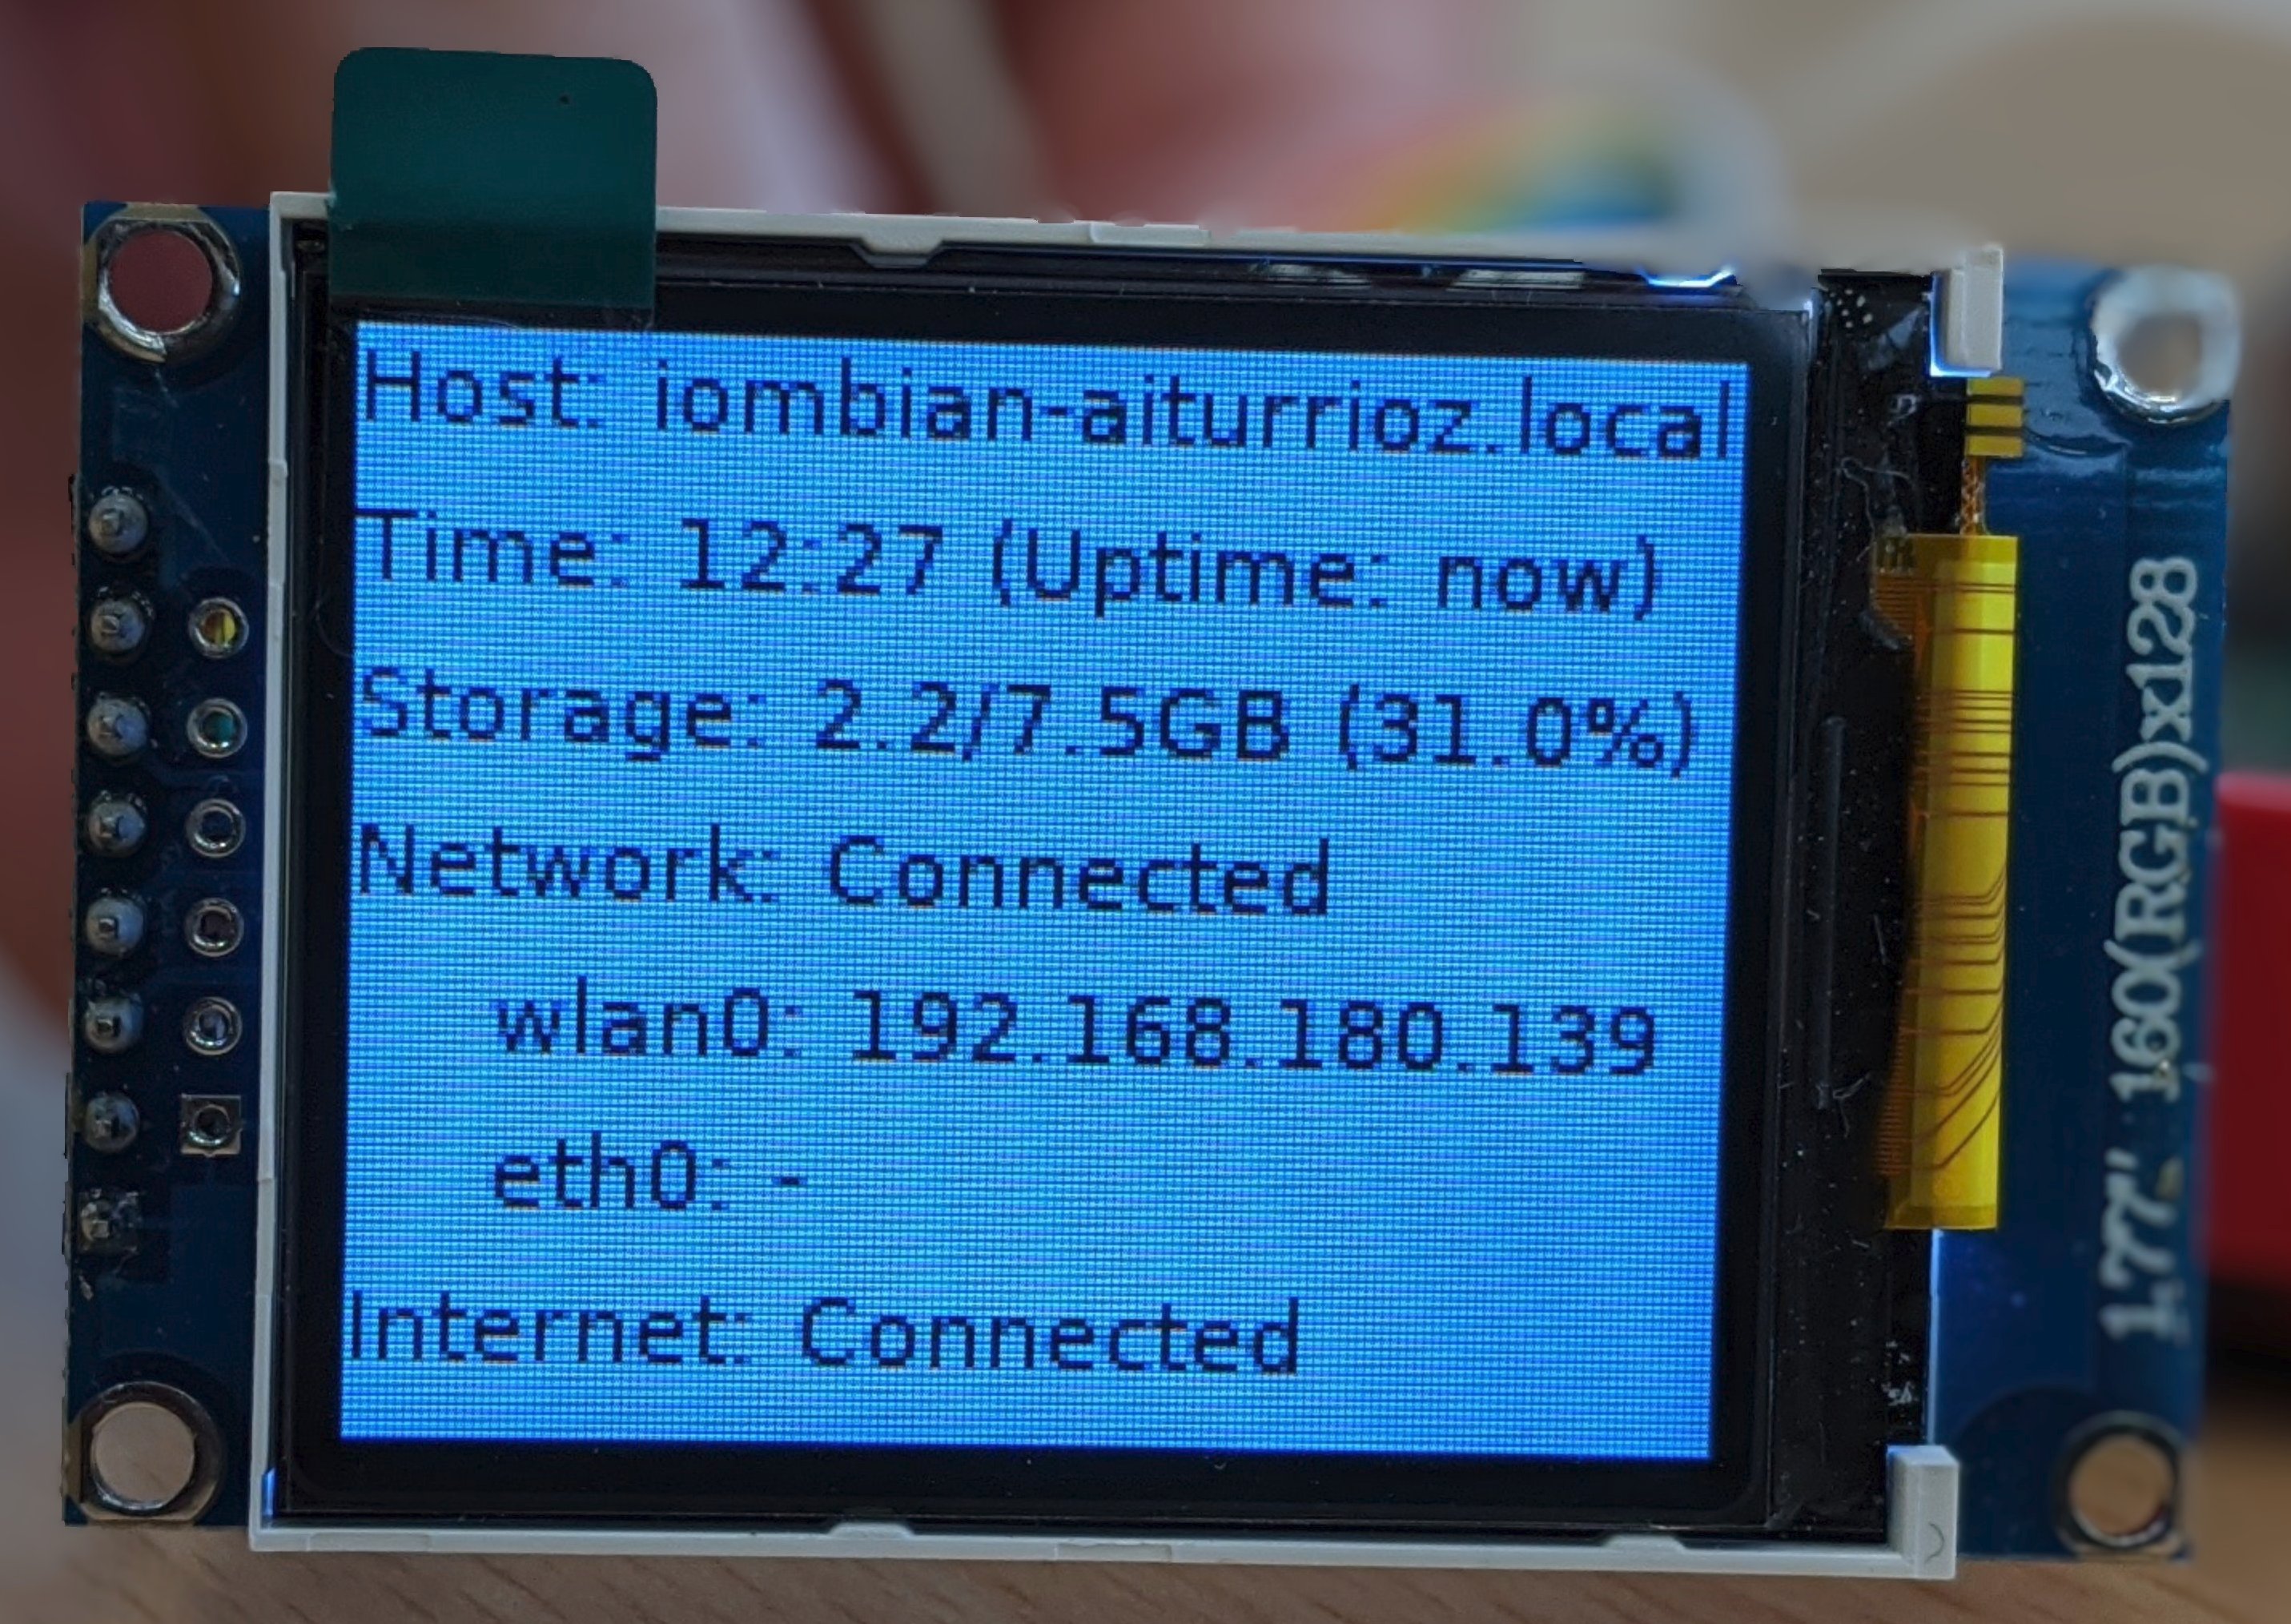 Host: iombian-aiturrioz.local
Time: 12:27 (Uptime: now)
Storage: 2.2/7.5GB (31.0%)
Network: Connected
wlan0: 192.168.180.139
eth0: -
Internet: Connected
1.77" 160(RGB)x128